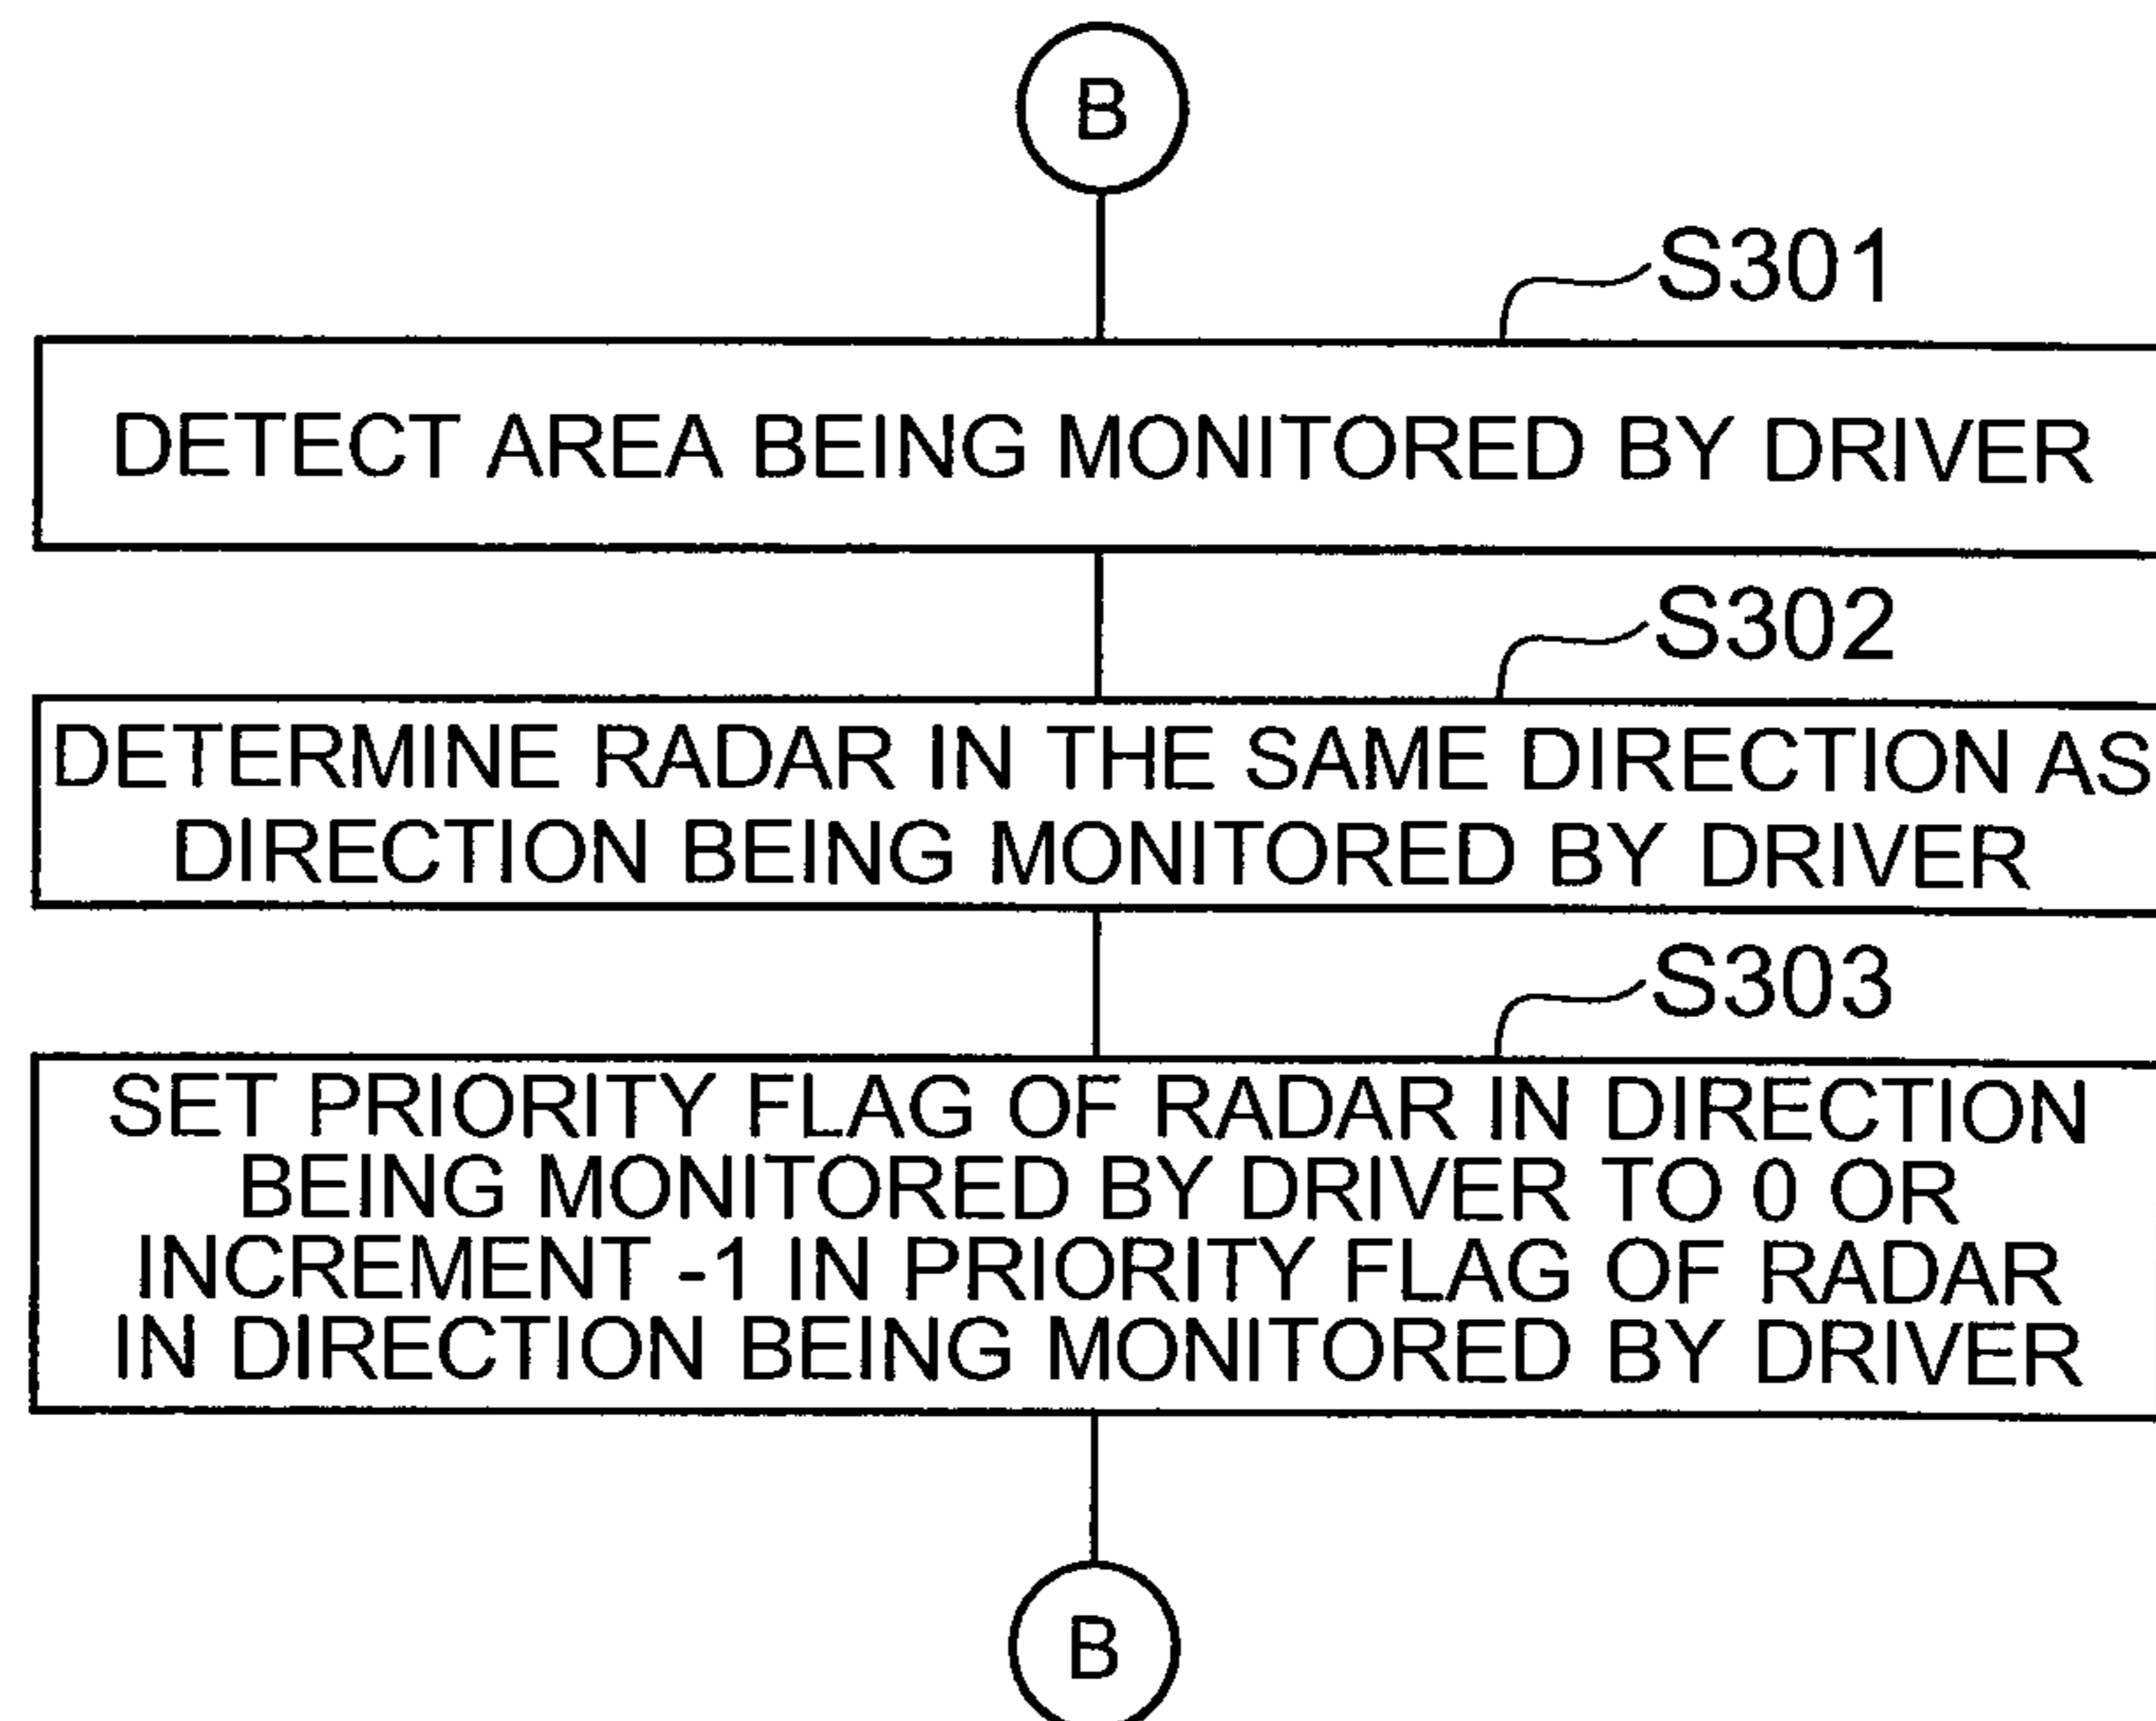 B
S301
DETECT AREA BEING MONITORED BY DRIVER
S302
DETERMINE RADAR IN THE SAME DIRECTION AS
DIRECTION BEING MONITORED BY DRIVER
S303
SET PRIORITY FLAG OF RADAR IN DIRECTION
BEING MONITORED BY DRIVER TO 0 OR
INCREMENT -1 IN PRIORITY FLAG OF RADAR
IN DIRECTION BEING MONITORED BY DRIVER
B